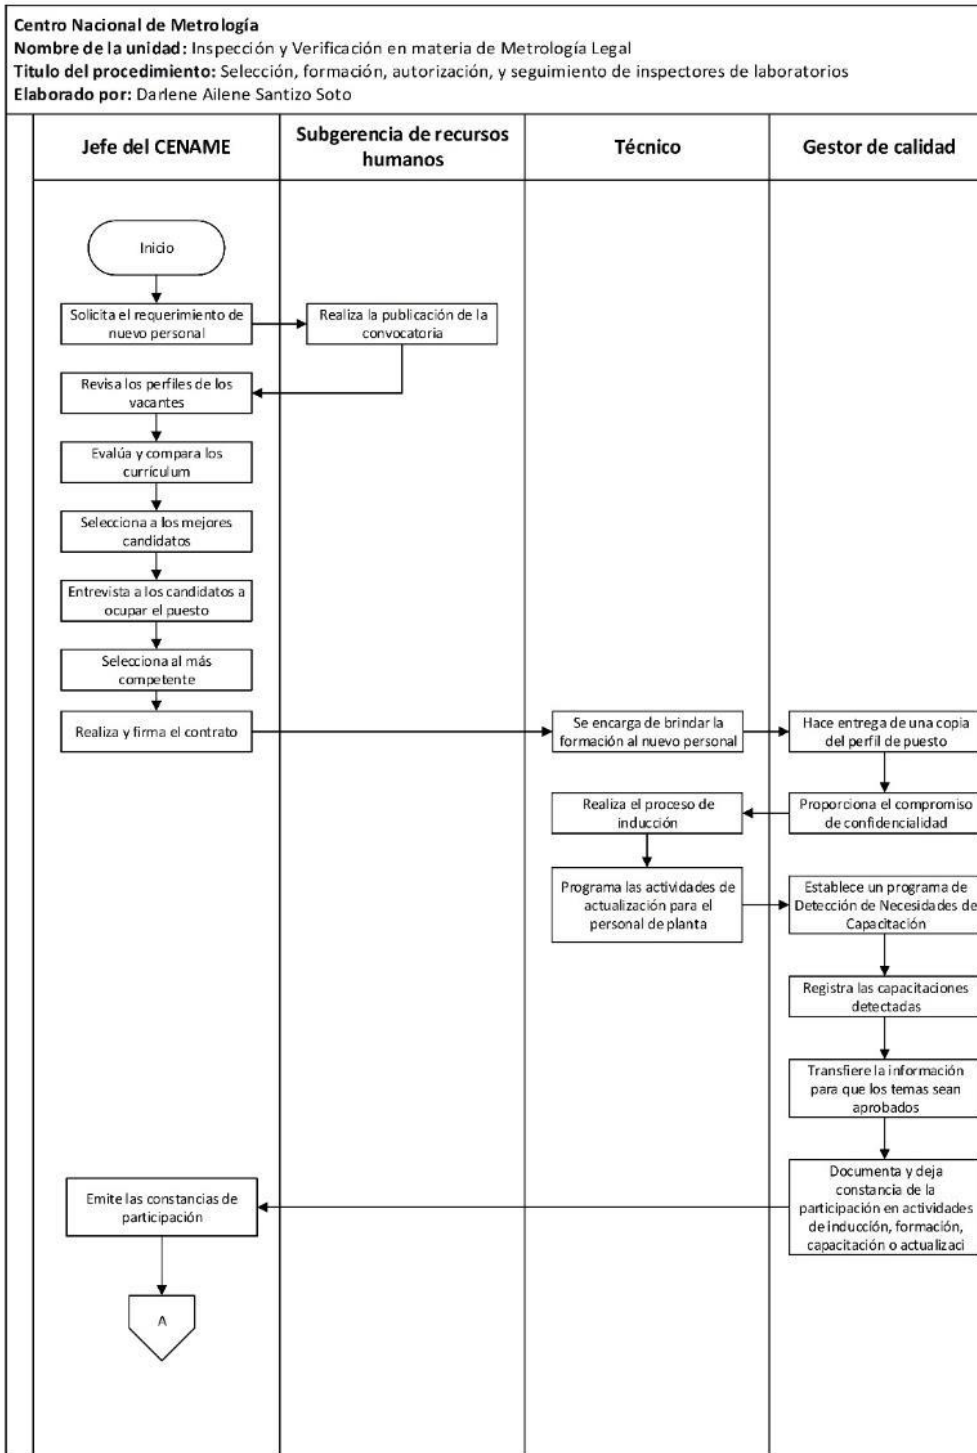 Centro Nacional de Metrología
Nombre de la unidad: Inspección y Verificación en materia de Metrología Legal
Titulo del procedimiento: Selección, formación, autorización, y seguimiento de inspectores de laboratorios
Elaborado por: Darlene Ailene Santizo Soto
Jefe del CENAME
Subgerencia de recursos
humanos
Técnico
Gestor de calidad
Inicio
Solicita el requerimiento de
nuevo personal
Realiza la publicación de la
convocatoria
Revisa los perfiles de los
vacantes
Evalúa y compara los
currículum
Selecciona a los mejores
candidatos
Entrevista a los candidatos a
ocupar el puesto
Selecciona al más
competente
Realiza y firma el contrato
Se encarga de brindar la
formación al nuevo personal
Hace entrega de una copia
del perfil de puesto
Realiza el proceso de
inducción
Proporciona el compromiso
de confidencialidad
Programa las actividades de
actualización para el
personal de planta
Establece un programa de
Detección de Necesidades de
Capacitación
Registra las capacitaciones
detectadas
Transfiere la información
para que los temas sean
aprobados
Emite las constancias de
participación
Documenta y deja
constancia de la
participación en actividades
de inducción, formación,
capacitación o actualizaci
A